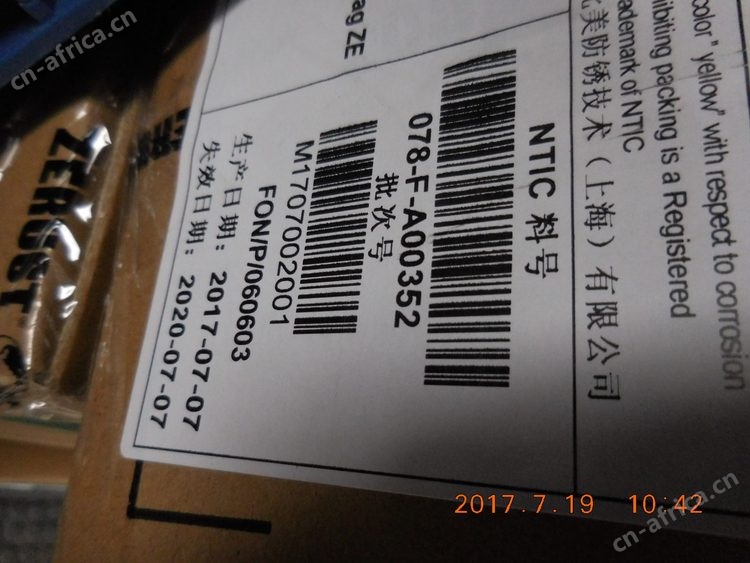 color" yellow" with respect to corrosion
hibiting packing is a Registered
rademark of NTIC
美防锈技术（上海）有限公司
ag ZE
NTIC 料号
078-F-A00352
批次号
M1707002001
FON/P/060603
生产日期：2017-07-07
失效日期：2020-07-07
ZERUST
2017.7.19 10:42
cn-africa.cn
cn-africa.cn